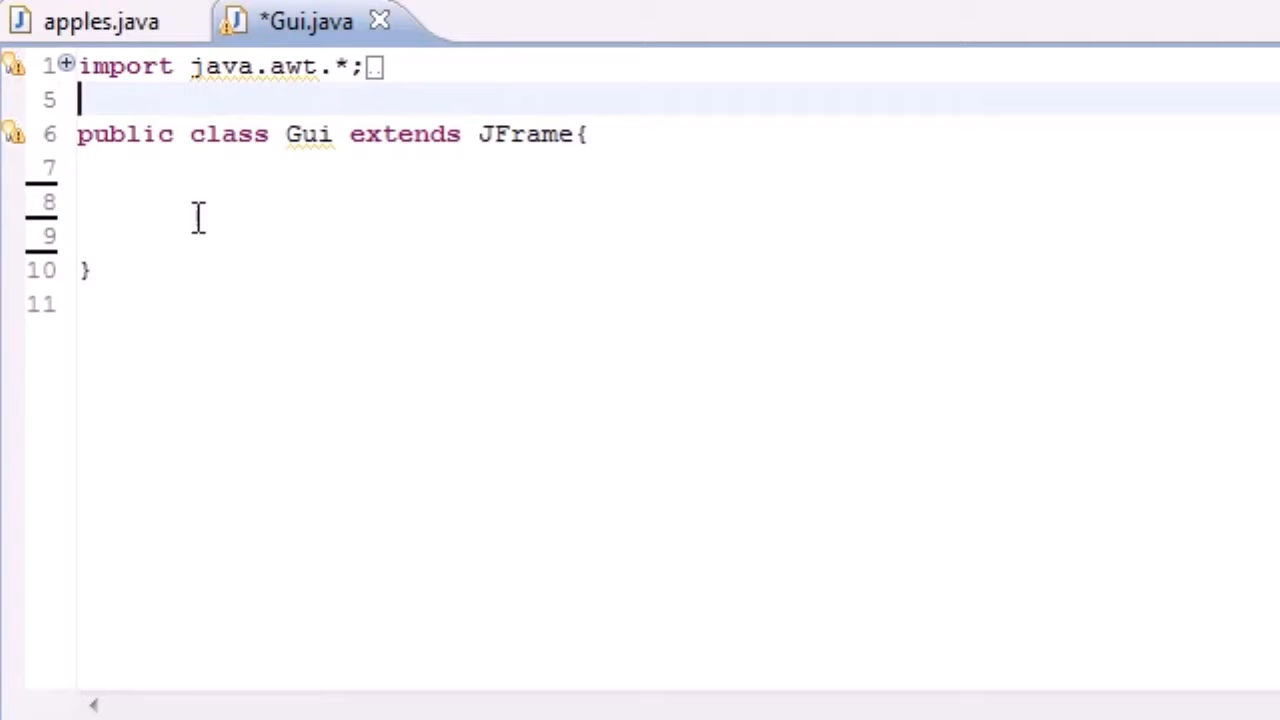 apples.java
*Gui.java
1 import java.awt.*;
5
6 public class Gui extends JFrame{
7
8
9
10 }
11